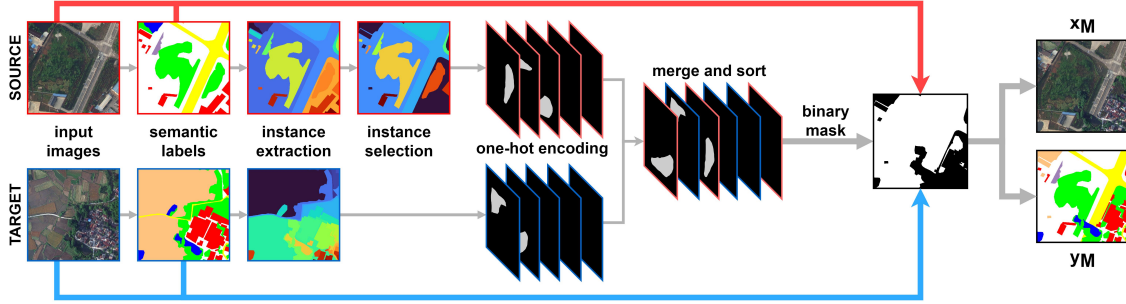 SOURCE
TARGET
input
images
semantic
labels
instance
extraction
instance
selection
one-hot encoding
merge and sort
binary
mask
xM
yM